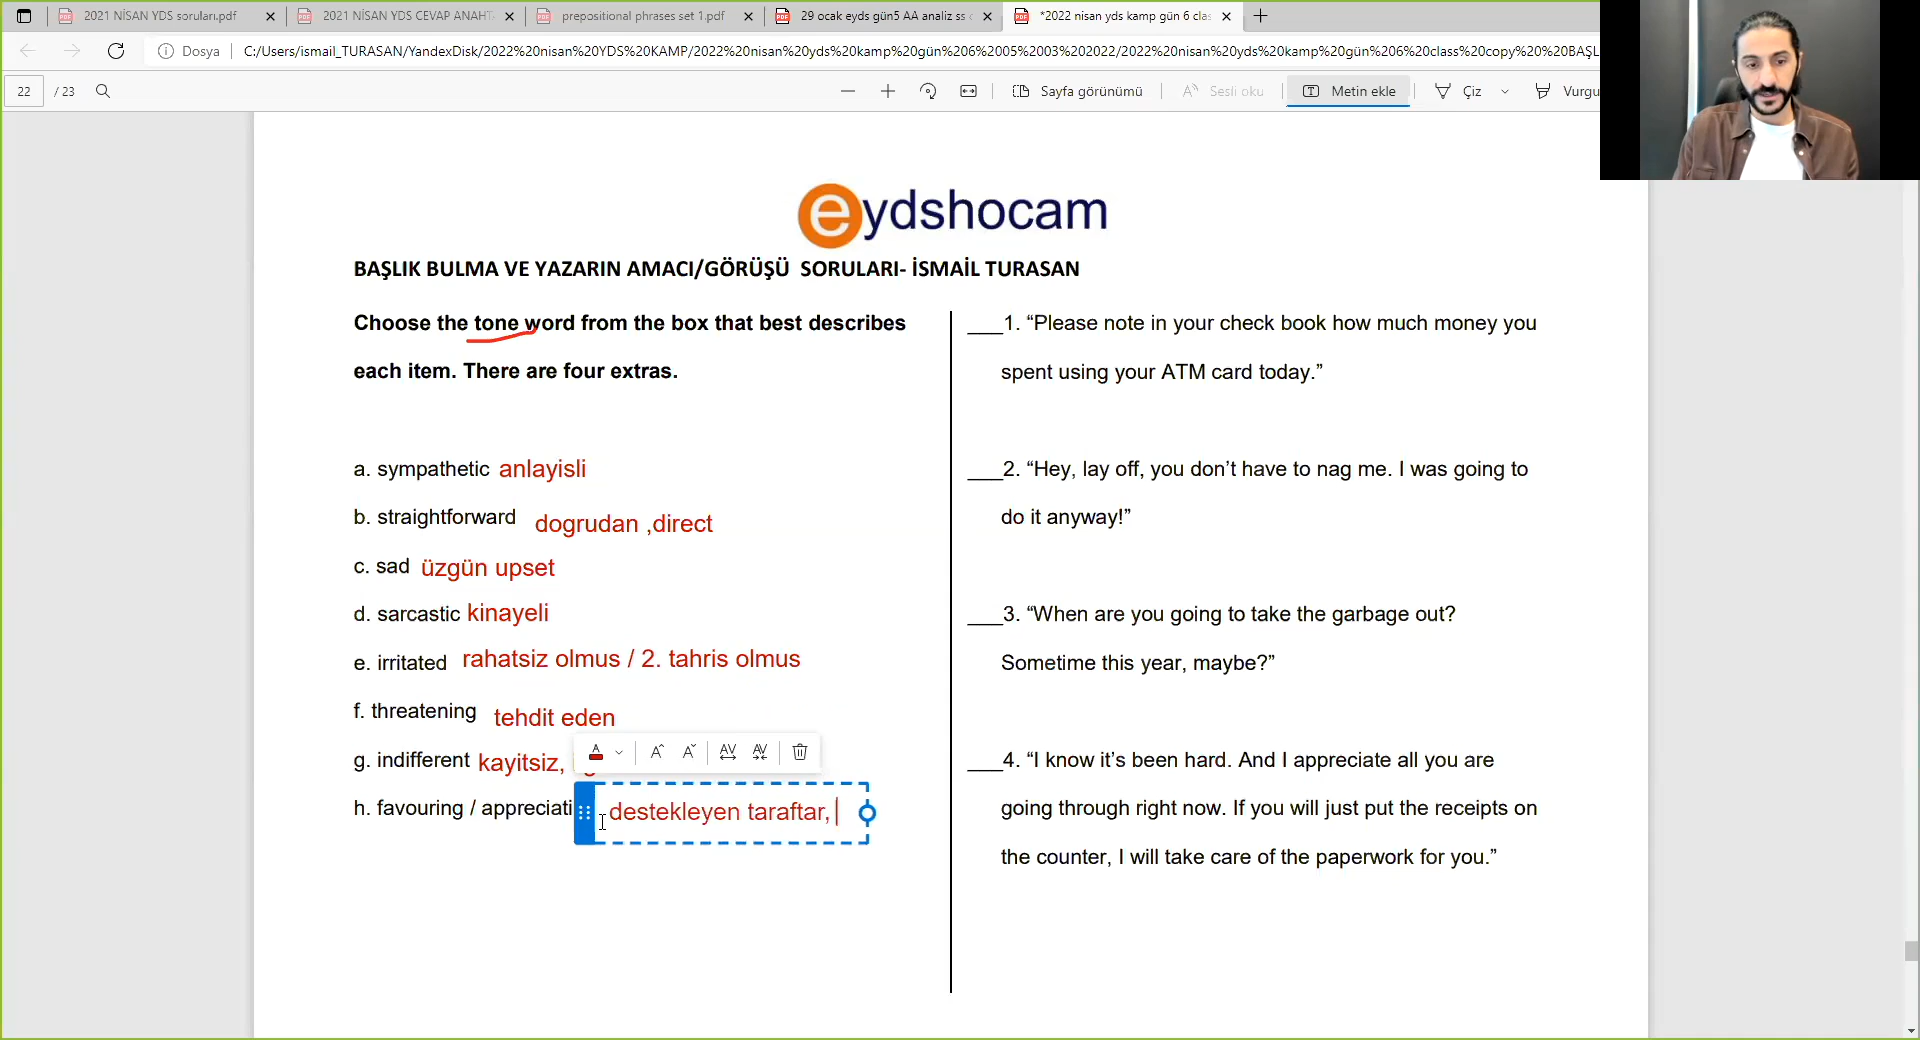 2021 NİSAN YDS soruları.pdf
2021 NİSAN YDS CEVAP ANAHT
prepositional phrases set 1.pdf
29 ocak eyds gün5 AA analiz ss
*2022 nisan yds kamp gün 6 clas
Dosya
C:/Users/ismail_TURASAN/YandexDisk/2022%20nisan%20YDS%20KAMP/2022%20nisan%20yds%20kamp%20gün%206%2005%2003%202022/2022%20nisan%20yds%20kamp%20gün%206%20class%20copy%20%20BAŞL
22 / 23
Sayfa görünümü
Sesli oku
Metin ekle
Çiz
Vurgu
eydshocam
BAŞLIK BULMA VE YAZARIN AMACI/GÖRÜŞÜ SORULARI- İSMAİL TURASAN
Choose the tone word from the box that best describes
each item. There are four extras.
a. sympathetic anlayisli
b. straightforward dogrudan ,direct
c. sad üzgün upset
d. sarcastic kinayeli
e. irritated rahatsiz olmus / 2. tahris olmus
f. threatening tehdit eden
g. indifferent kayitsiz,
h. favouring / appreciati destekleyen taraftar,
___1. “Please note in your check book how much money you
spent using your ATM card today.”
___2. “Hey, lay off, you don’t have to nag me. I was going to
do it anyway!”
___3. “When are you going to take the garbage out?
Sometime this year, maybe?”
___4. “I know it’s been hard. And I appreciate all you are
going through right now. If you will just put the receipts on
the counter, I will take care of the paperwork for you.”